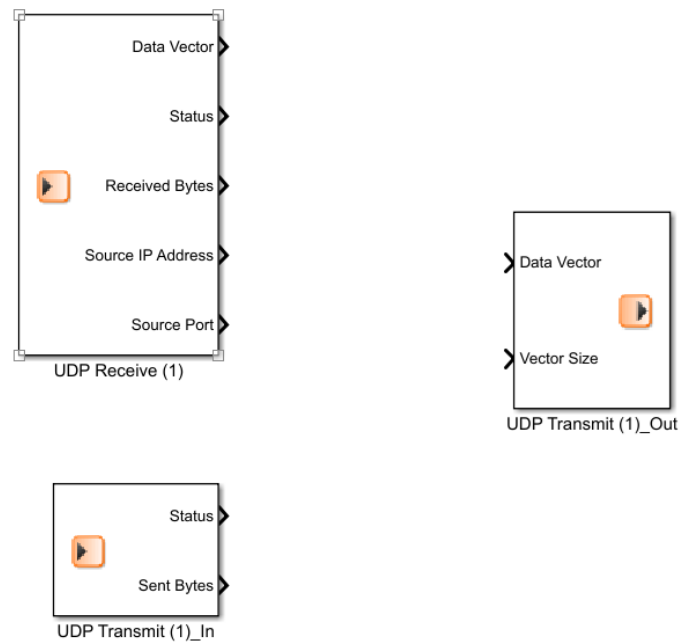 Data Vector
Status
Received Bytes
Source IP Address
Source Port
UDP Receive (1)
Data Vector
Vector Size
UDP Transmit (1)_Out
Status
Sent Bytes
UDP Transmit (1)_In